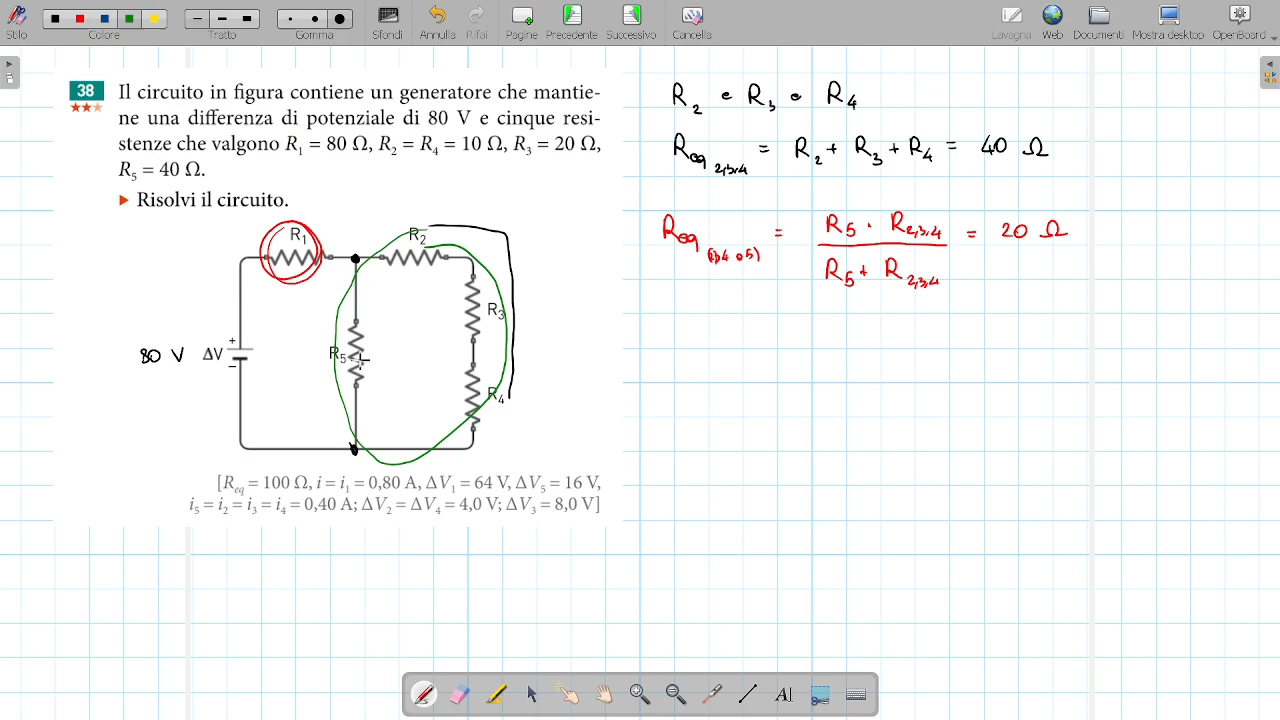 Stilo Colore Tratto Gomma Sfondi Annulla Rifai Pagine Precedente Successivo Cancella Lavagna Web Documenti Mostra desktop OpenBoard
38 Il circuito in figura contiene un generatore che mantie-
ne una differenza di potenziale di 80 V e cinque resi-
stenze che valgono R1 = 80 Ω, R2 = R4 = 10 Ω, R3 = 20 Ω,
R5 = 40 Ω.
Risolvi il circuito.
R1
R2
R3
80 V ΔV + − R5
R4
[Req = 100 Ω, i = i1 = 0,80 A, ΔV1 = 64 V, ΔV5 = 16 V,
i5 = i2 = i3 = i4 = 0,40 A; ΔV2 = ΔV4 = 4,0 V; ΔV3 = 8,0 V]
R2 e R3 e R4
Req 2,3,4 = R2 + R3 + R4 = 40 Ω
Req = R5 · R2,3,4 = 20 Ω
R5 + R2,3,4
AI